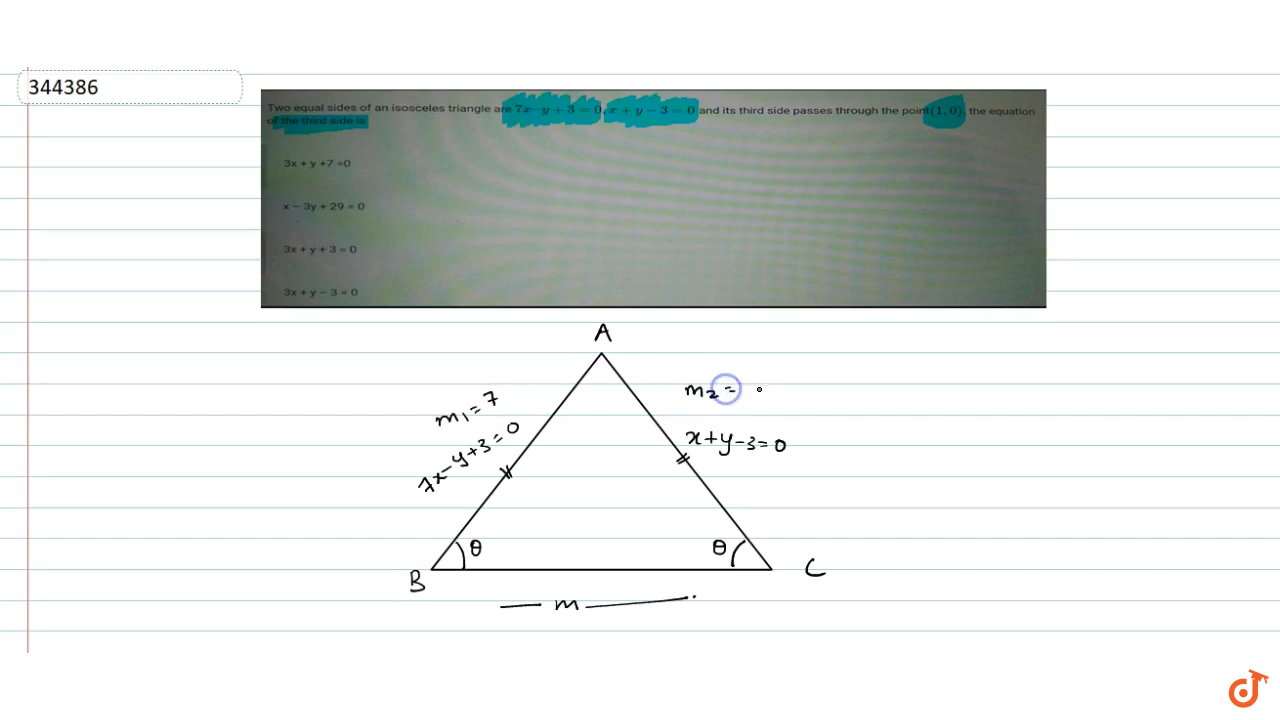 344386
Two equal sides of an isosceles triangle are 7x - y + 3 = 0, x + y - 3 = 0 and its third side passes through the point (1, 0), the equation
of the third side is
3x + y +7 =0
x - 3y + 29 = 0
3x + y + 3 = 0
3x + y - 3 = 0
A
m₁ = 7
m₂ =
7x-y+3=0
x+y-3=0
θ
θ
B
C
m